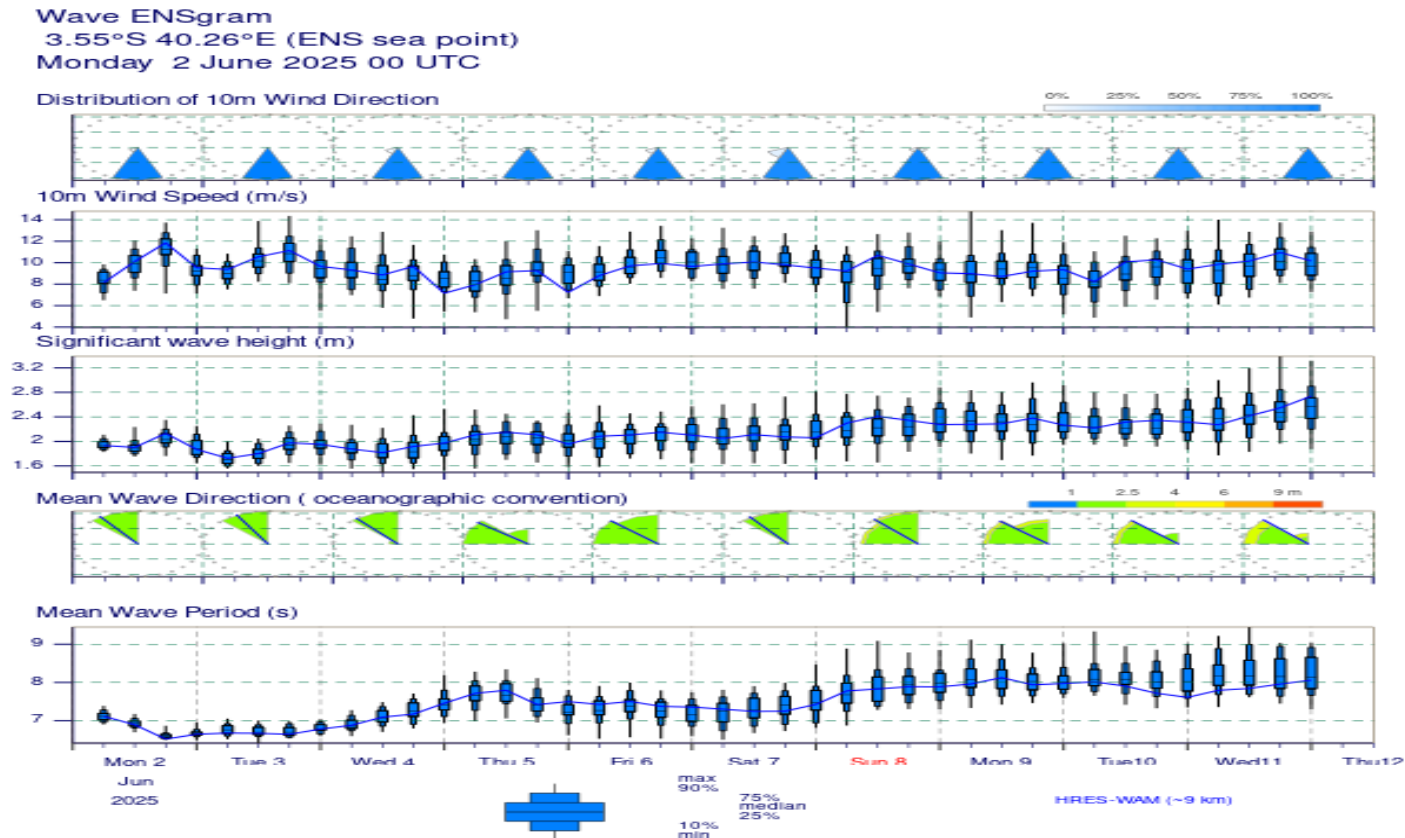 Wave ENSgram
3.55°S 40.26°E (ENS sea point)
Monday 2 June 2025 00 UTC
Distribution of 10m Wind Direction
0% 25% 50% 75% 100%
10m Wind Speed (m/s)
14
12
10
8
6
4
Significant wave height (m)
3.2
2.8
2.4
2
1.6
Mean Wave Direction ( oceanographic convention)
1 2.5 4 6 9 m
Mean Wave Period (s)
9
8
7
Mon 2 Tue 3 Wed 4 Thu 5 Fri 6 Sat 7 Sun 8 Mon 9 Tue10 Wed11 Thu12
Jun
2025
max
90%
75%
median
25%
10%
min
HRES-WAM (~9 km)